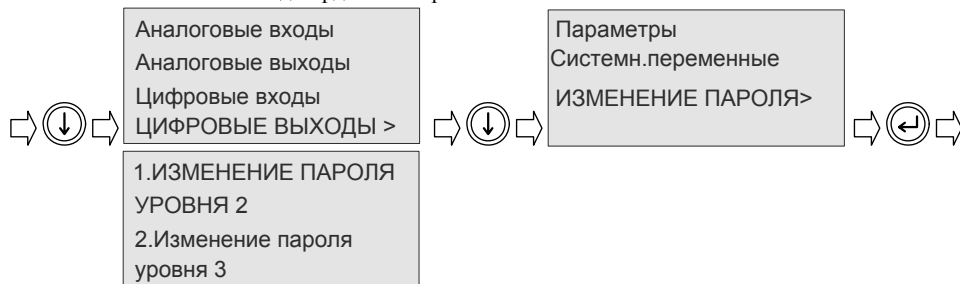 Аналоговые входы
Аналоговые выходы
Цифровые входы
ЦИФРОВЫЕ ВЫХОДЫ >
Параметры
Системн.переменные
ИЗМЕНЕНИЕ ПАРОЛЯ>
1.ИЗМЕНЕНИЕ ПАРОЛЯ
УРОВНЯ 2
2.Изменение пароля
уровня 3